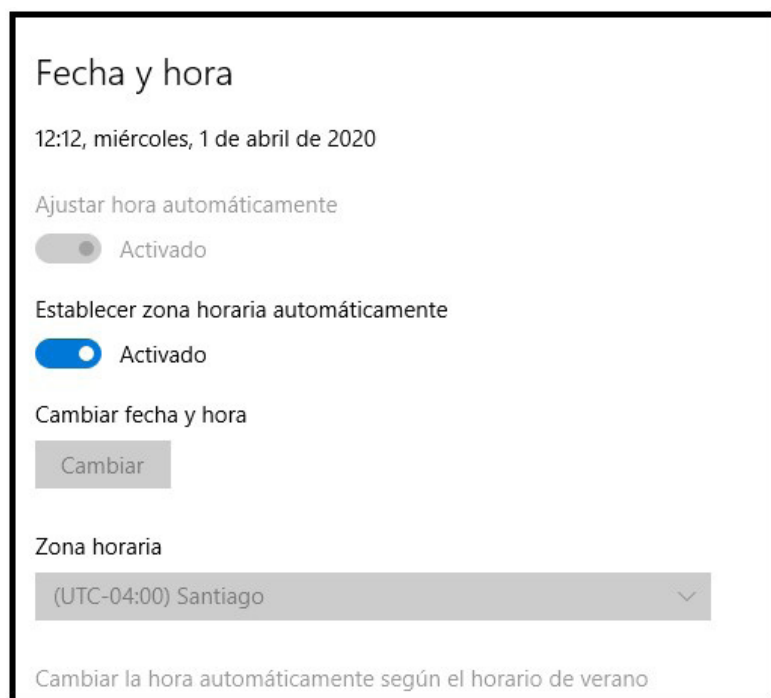 Fecha y hora
12:12, miércoles, 1 de abril de 2020
Ajustar hora automáticamente
Activado
Establecer zona horaria automáticamente
Activado
Cambiar fecha y hora
Cambiar
Zona horaria
(UTC-04:00) Santiago
Cambiar la hora automáticamente según el horario de verano